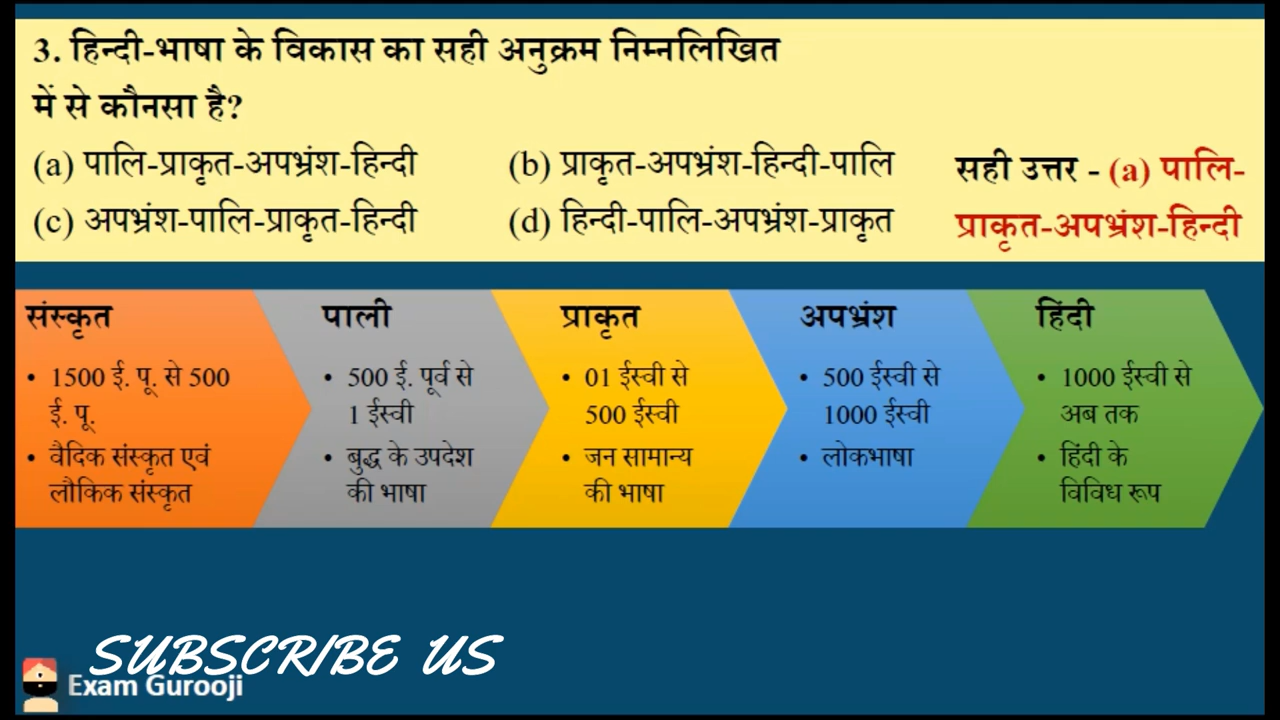 3. हिन्दी-भाषा के विकास का सही अनुक्रम निम्नलिखित
में से कौनसा है?
(a) पालि-प्राकृत-अपभ्रंश-हिन्दी
(b) प्राकृत-अपभ्रंश-हिन्दी-पालि
(c) अपभ्रंश-पालि-प्राकृत-हिन्दी
(d) हिन्दी-पालि-अपभ्रंश-प्राकृत
सही उत्तर - (a) पालि-
प्राकृत-अपभ्रंश-हिन्दी
संस्कृत
• 1500 ई. पू. से 500
ई. पू.
• वैदिक संस्कृत एवं
लौकिक संस्कृत
पाली
• 500 ई. पूर्व से
1 ईस्वी
• बुद्ध के उपदेश
की भाषा
प्राकृत
• 01 ईस्वी से
500 ईस्वी
• जन सामान्य
की भाषा
अपभ्रंश
• 500 ईस्वी से
1000 ईस्वी
• लोकभाषा
हिंदी
• 1000 ईस्वी से
अब तक
• हिंदी के
विविध रूप
SUBSCRIBE US
Exam Gurooji